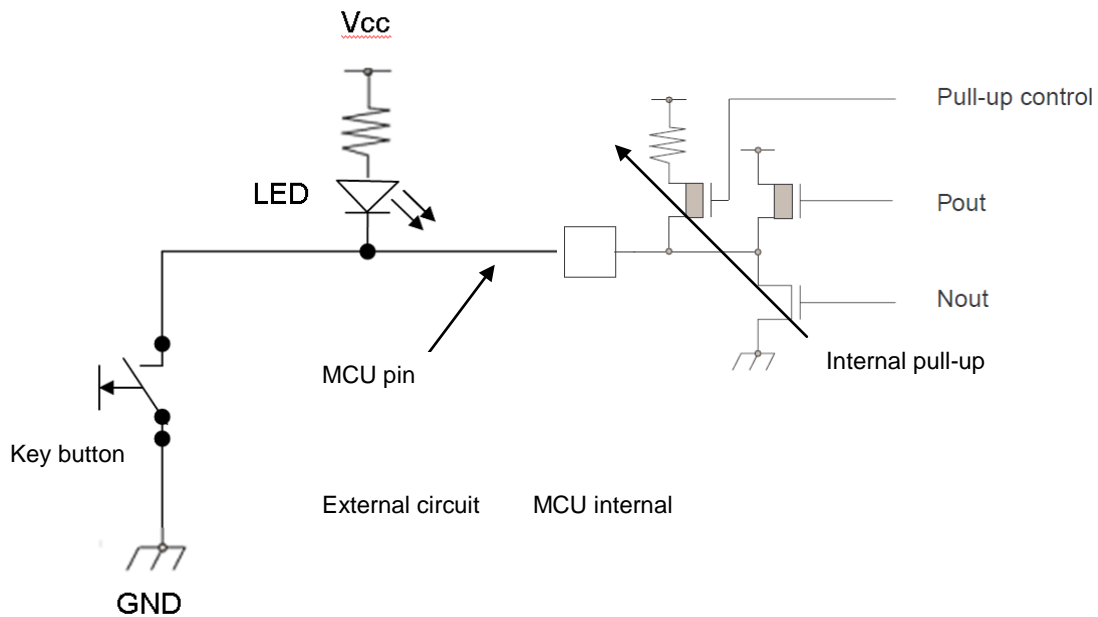 Vcc
Pull-up control
LED
Pout
Nout
Internal pull-up
MCU pin
Key button
External circuit
MCU internal
GND